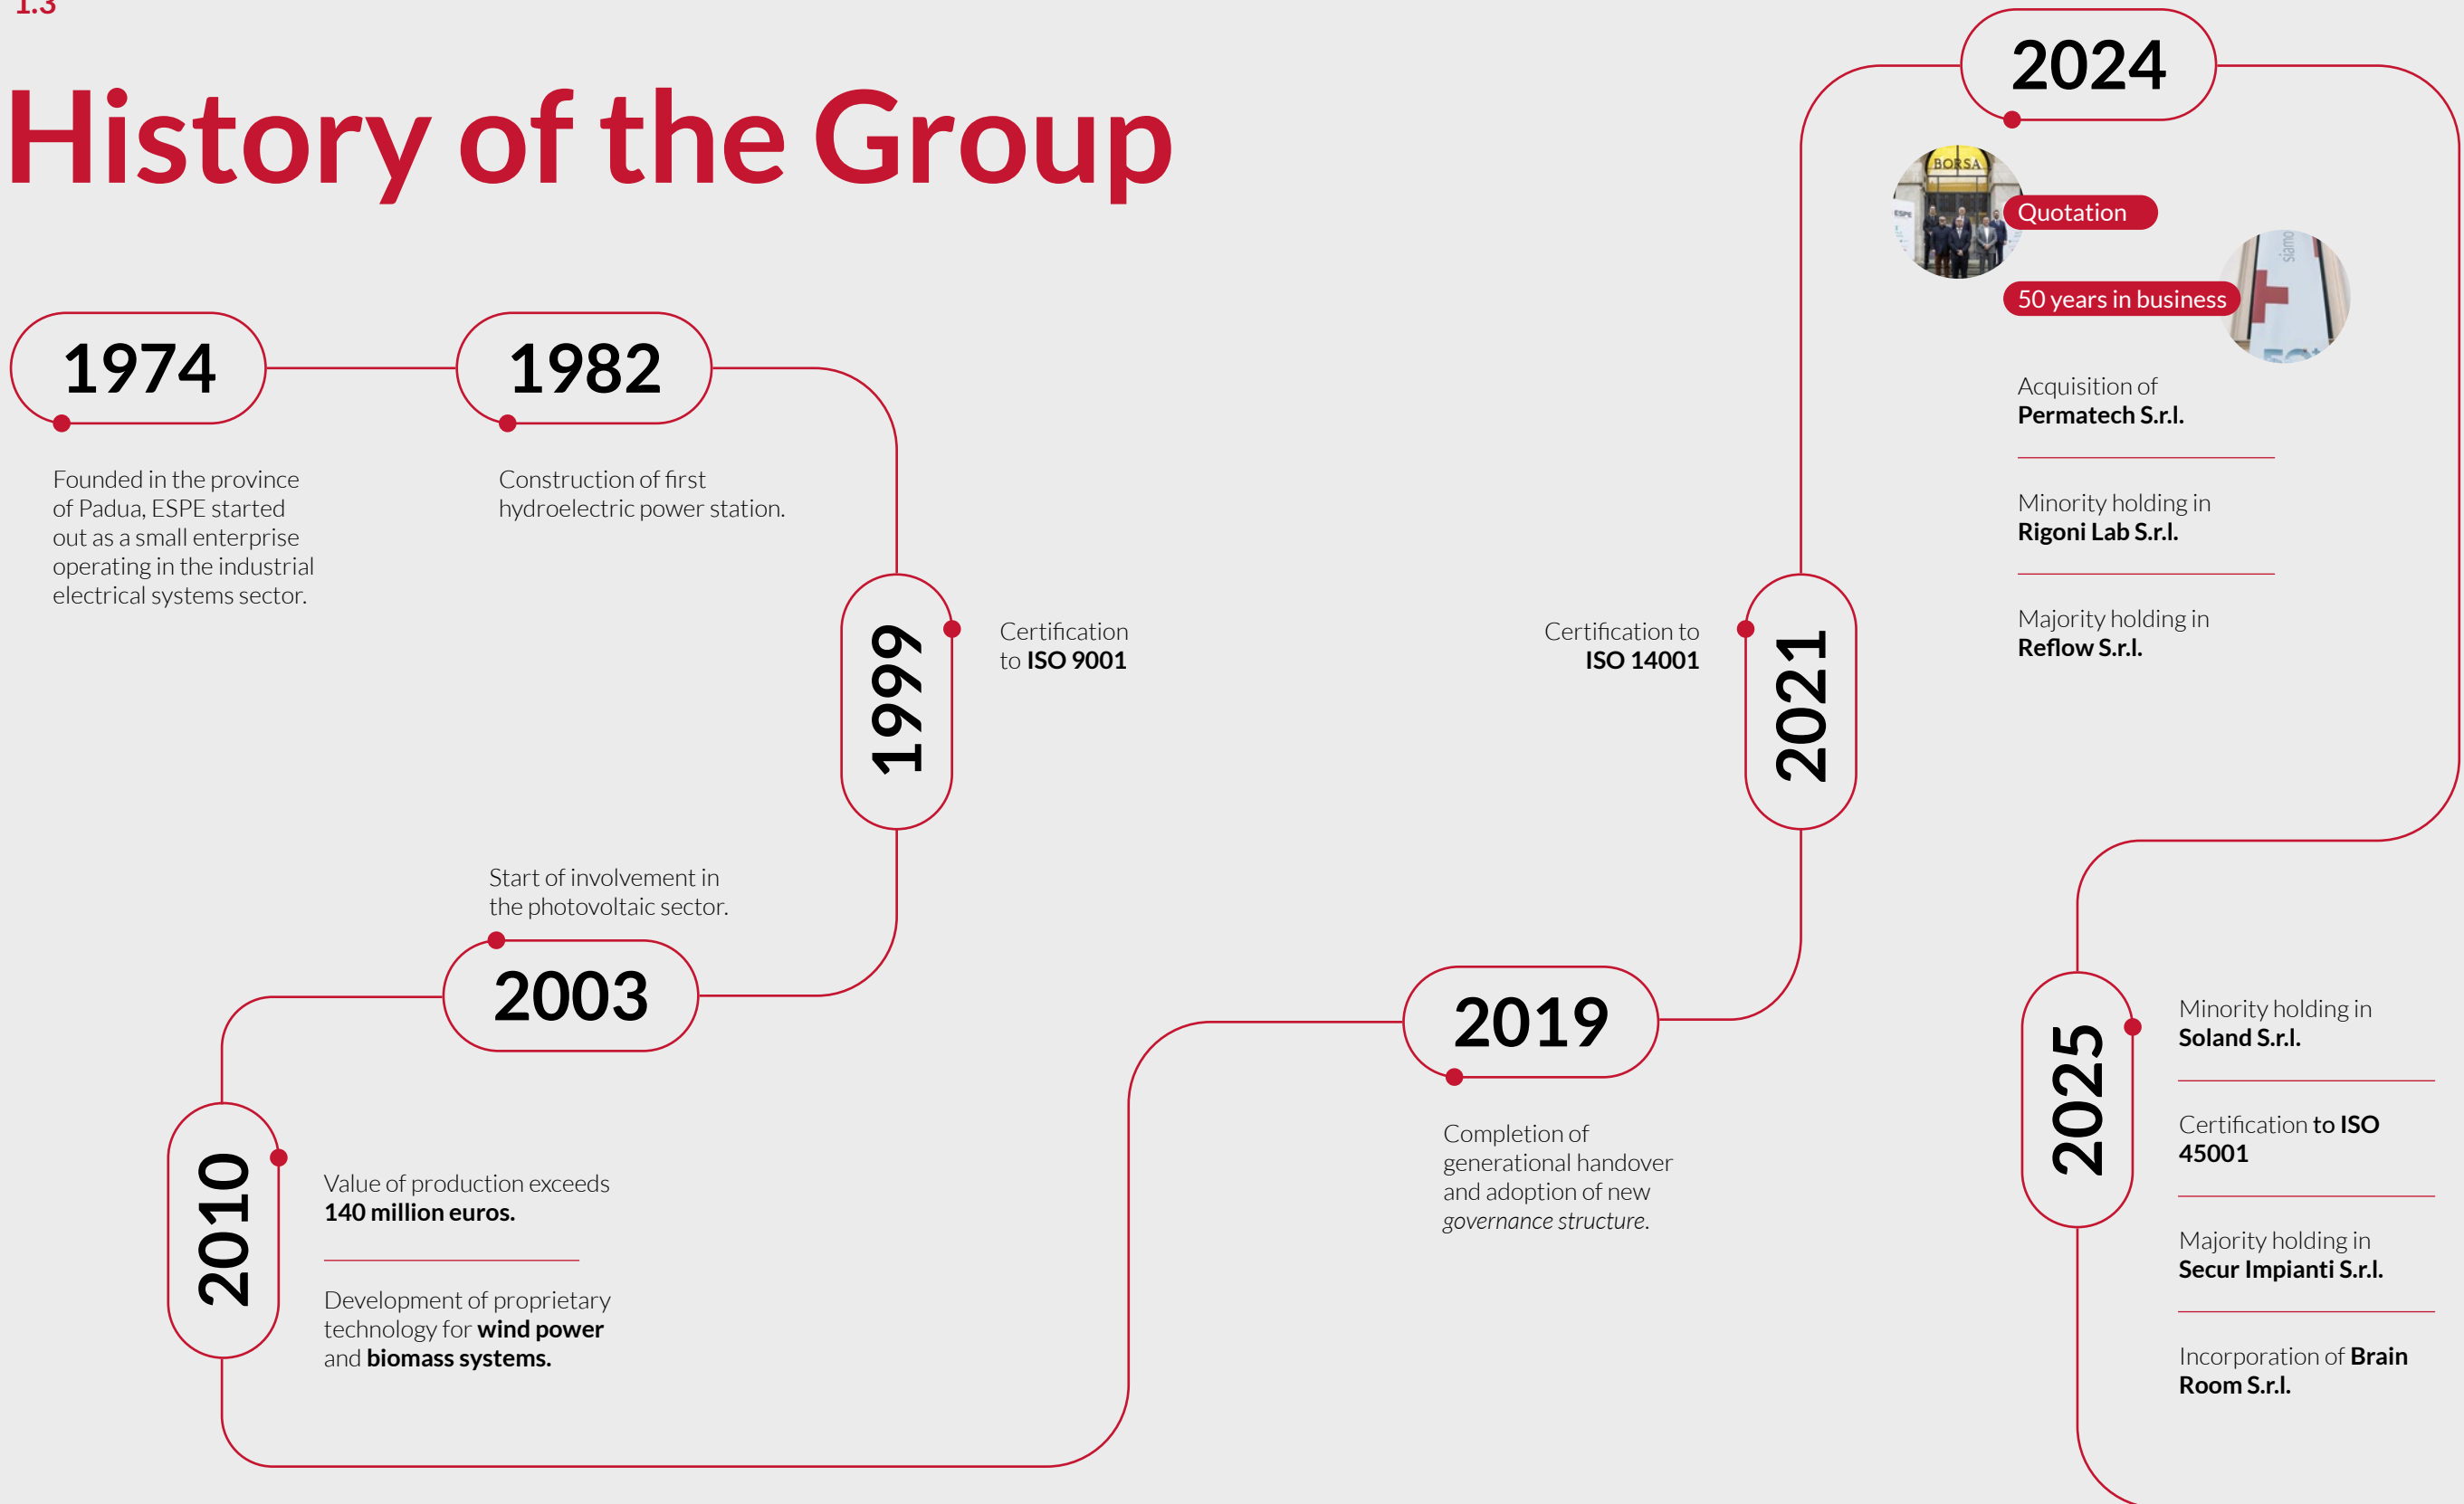 1.3
History of the Group
1974
Founded in the province
of Padua, ESPE started
out as a small enterprise
operating in the industrial
electrical systems sector.
1982
Construction of first
hydroelectric power station.
1999
Certification
to ISO 9001
2003
Start of involvement in
the photovoltaic sector.
2010
Value of production exceeds
140 million euros.
Development of proprietary
technology for wind power
and biomass systems.
2019
Completion of
generational handover
and adoption of new
governance structure.
2021
Certification to
ISO 14001
2024
BORSA
ESPE
Quotation
siamo
50 years in business
Acquisition of
Permatech S.r.l.
Minority holding in
Rigoni Lab S.r.l.
Majority holding in
Reflow S.r.l.
2025
Minority holding in
Soland S.r.l.
Certification to ISO
45001
Majority holding in
Secur Impianti S.r.l.
Incorporation of Brain
Room S.r.l.